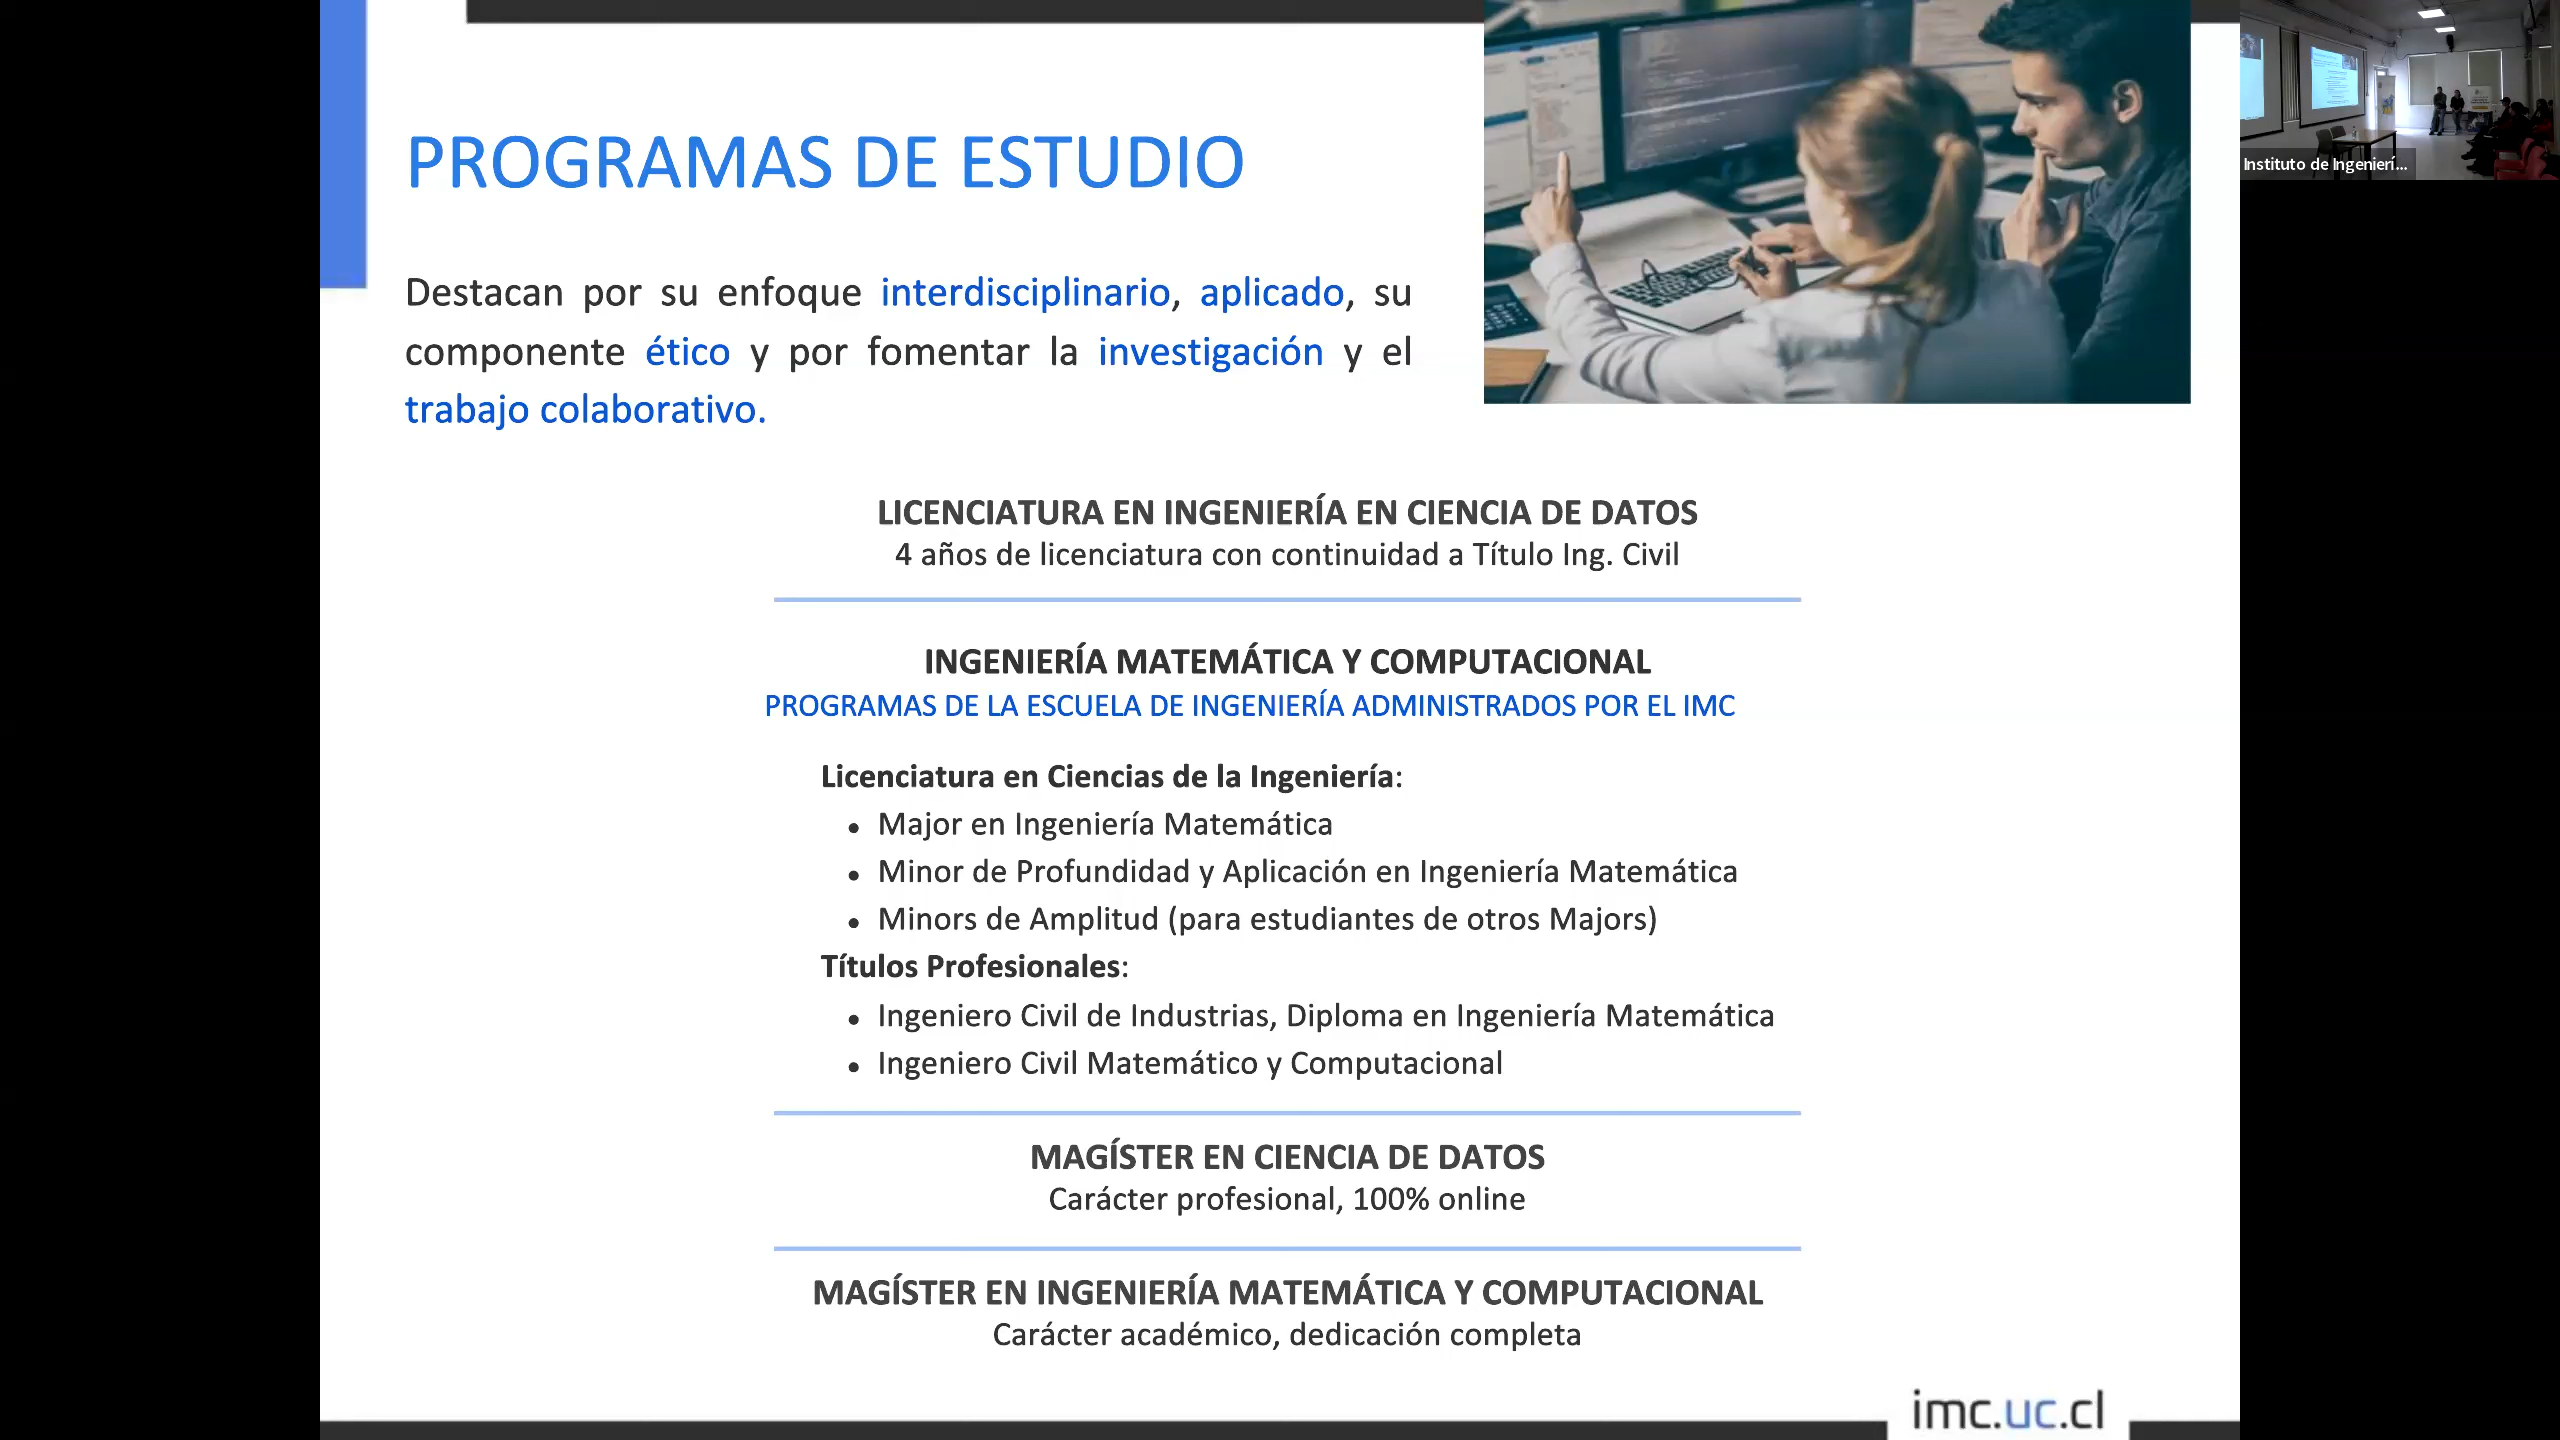 PROGRAMAS DE ESTUDIO
Destacan por su enfoque interdisciplinario, aplicado, su
componente ético y por fomentar la investigación y el
trabajo colaborativo.
LICENCIATURA EN INGENIERÍA EN CIENCIA DE DATOS
4 años de licenciatura con continuidad a Título Ing. Civil
INGENIERÍA MATEMÁTICA Y COMPUTACIONAL
PROGRAMAS DE LA ESCUELA DE INGENIERÍA ADMINISTRADOS POR EL IMC
Licenciatura en Ciencias de la Ingeniería:
• Major en Ingeniería Matemática
• Minor de Profundidad y Aplicación en Ingeniería Matemática
• Minors de Amplitud (para estudiantes de otros Majors)
Títulos Profesionales:
• Ingeniero Civil de Industrias, Diploma en Ingeniería Matemática
• Ingeniero Civil Matemático y Computacional
MAGÍSTER EN CIENCIA DE DATOS
Carácter profesional, 100% online
MAGÍSTER EN INGENIERÍA MATEMÁTICA Y COMPUTACIONAL
Carácter académico, dedicación completa
imc.uc.cl
Instituto de Ingenierí...